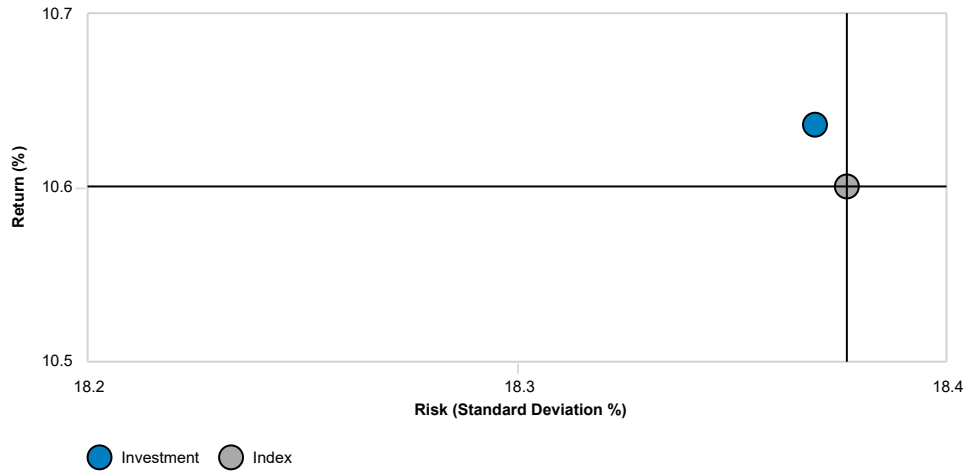 10.7
Return (%)
10.6
10.5
18.2
18.3
18.4
Risk (Standard Deviation %)
Investment
Index